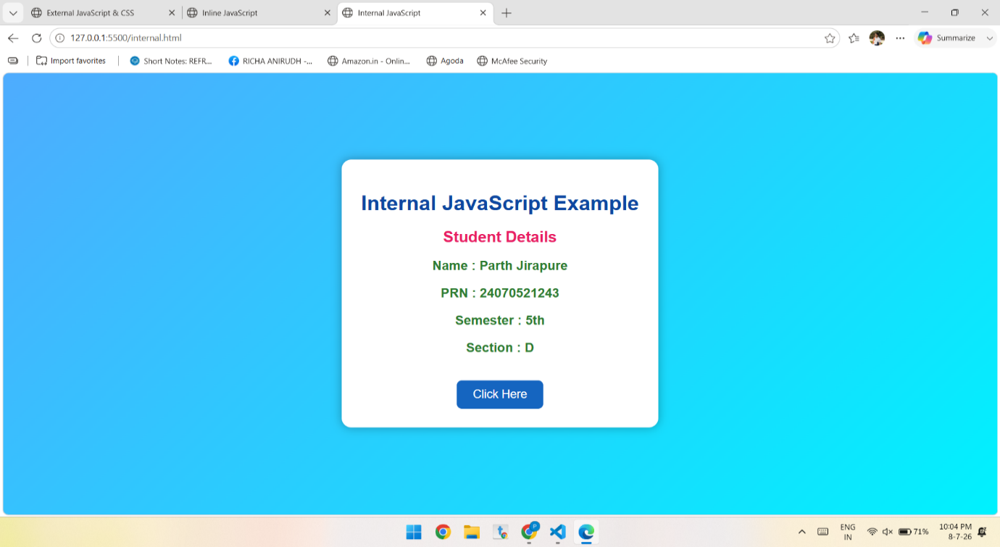 External JavaScript & CSS
Inline JavaScript
Internal JavaScript
127.0.0.1:5500/internal.html
Summarize
Import favorites
Short Notes: REFR...
RICHA ANIRUDH -...
Amazon.in - Onlin...
Agoda
McAfee Security
Internal JavaScript Example
Student Details
Name : Parth Jirapure
PRN : 24070521243
Semester : 5th
Section : D
Click Here
P
ENG
IN
71%
10:04 PM
8-7-26